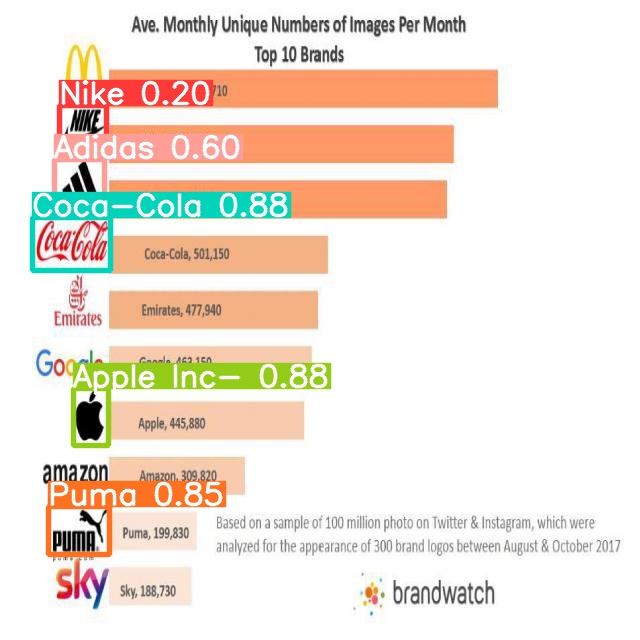 Ave. Monthly Unique Numbers of Images Per Month
Top 10 Brands
Nike 0.20
NIKE
Adidas 0.60
Coca-Cola 0.88
Coca-Cola
Coca-Cola, 501,150
Emirates
Emirates, 477,940
Google
Google, 463,150
Apple Inc- 0.88
Apple, 445,880
amazon
Amazon, 309,820
Puma 0.85
PUMA
Puma, 199,830
Based on a sample of 100 million photo on Twitter & Instagram, which were
analyzed for the appearance of 300 brand logos between August & October 2017
sky
Sky, 188,730
brandwatch